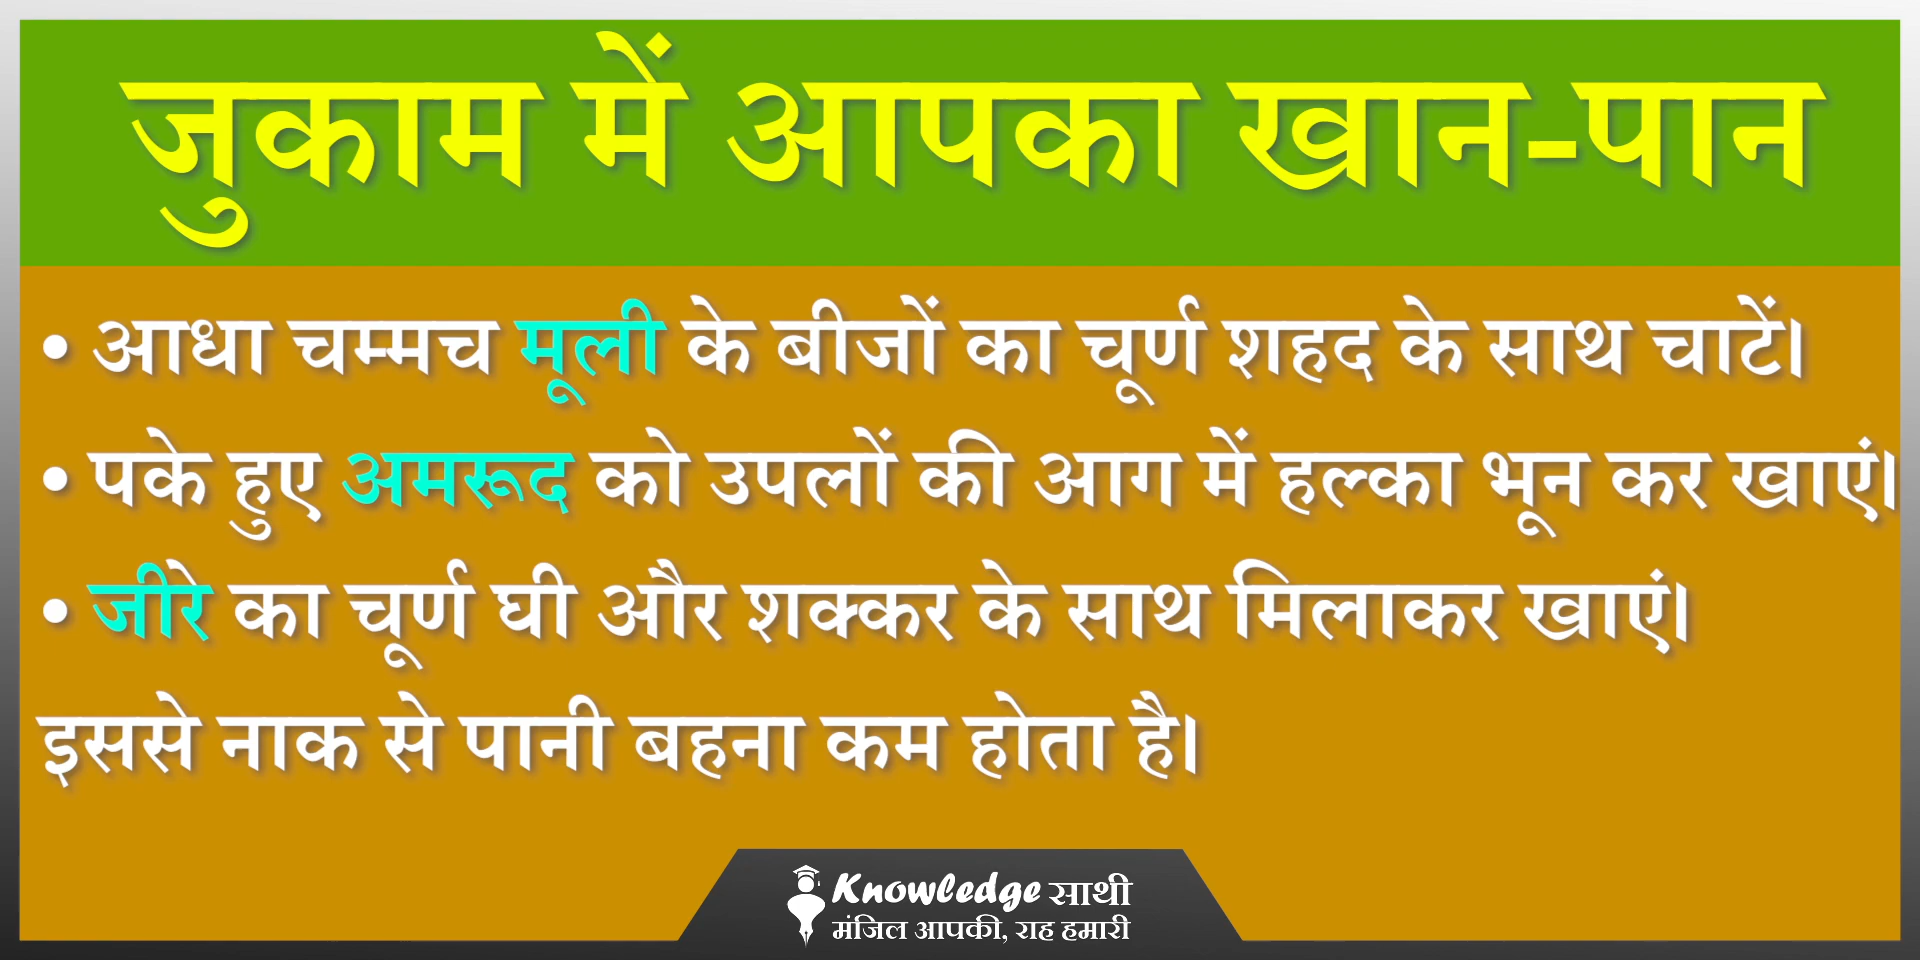 जुकाम में आपका खान-पान
• आधा चम्मच मूली के बीजों का चूर्ण शहद के साथ चाटें।
• पके हुए अमरूद को उपलों की आग में हल्का भून कर खाएं।
• जीरे का चूर्ण घी और शक्कर के साथ मिलाकर खाएं।
इससे नाक से पानी बहना कम होता है।
Knowledge साथी
मंजिल आपकी, राह हमारी